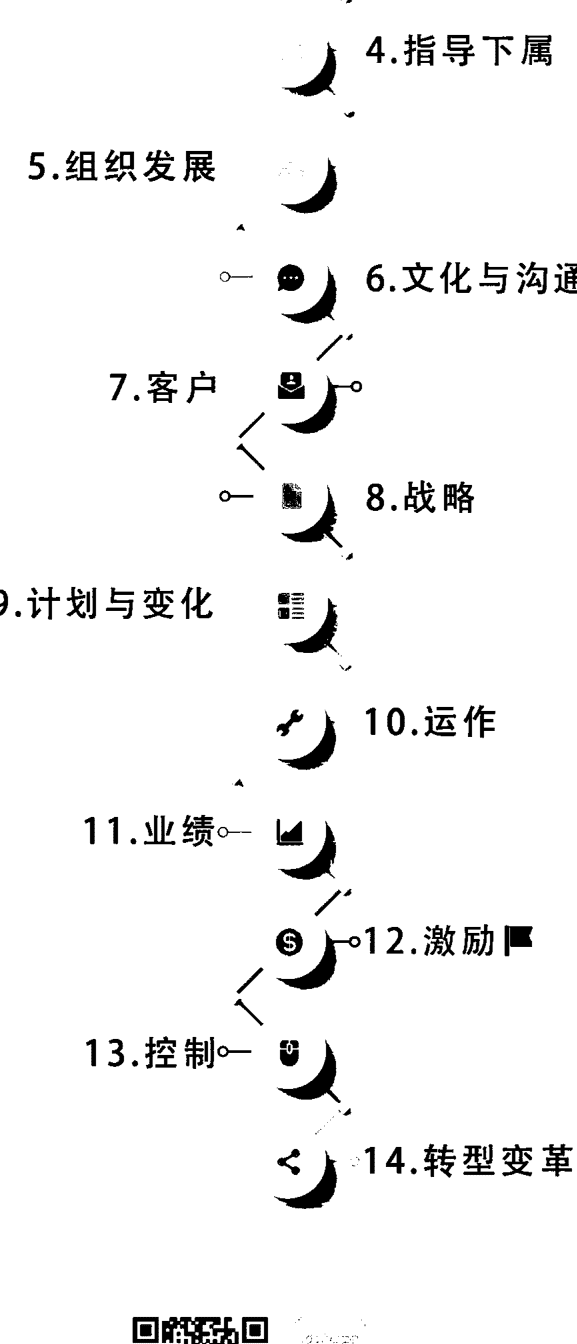 4.指导下属
5.组织发展
6.文化与沟通
7.客户
8.战略
9.计划与变化
10.运作
11.业绩
12.激励
13.控制
14.转型变革